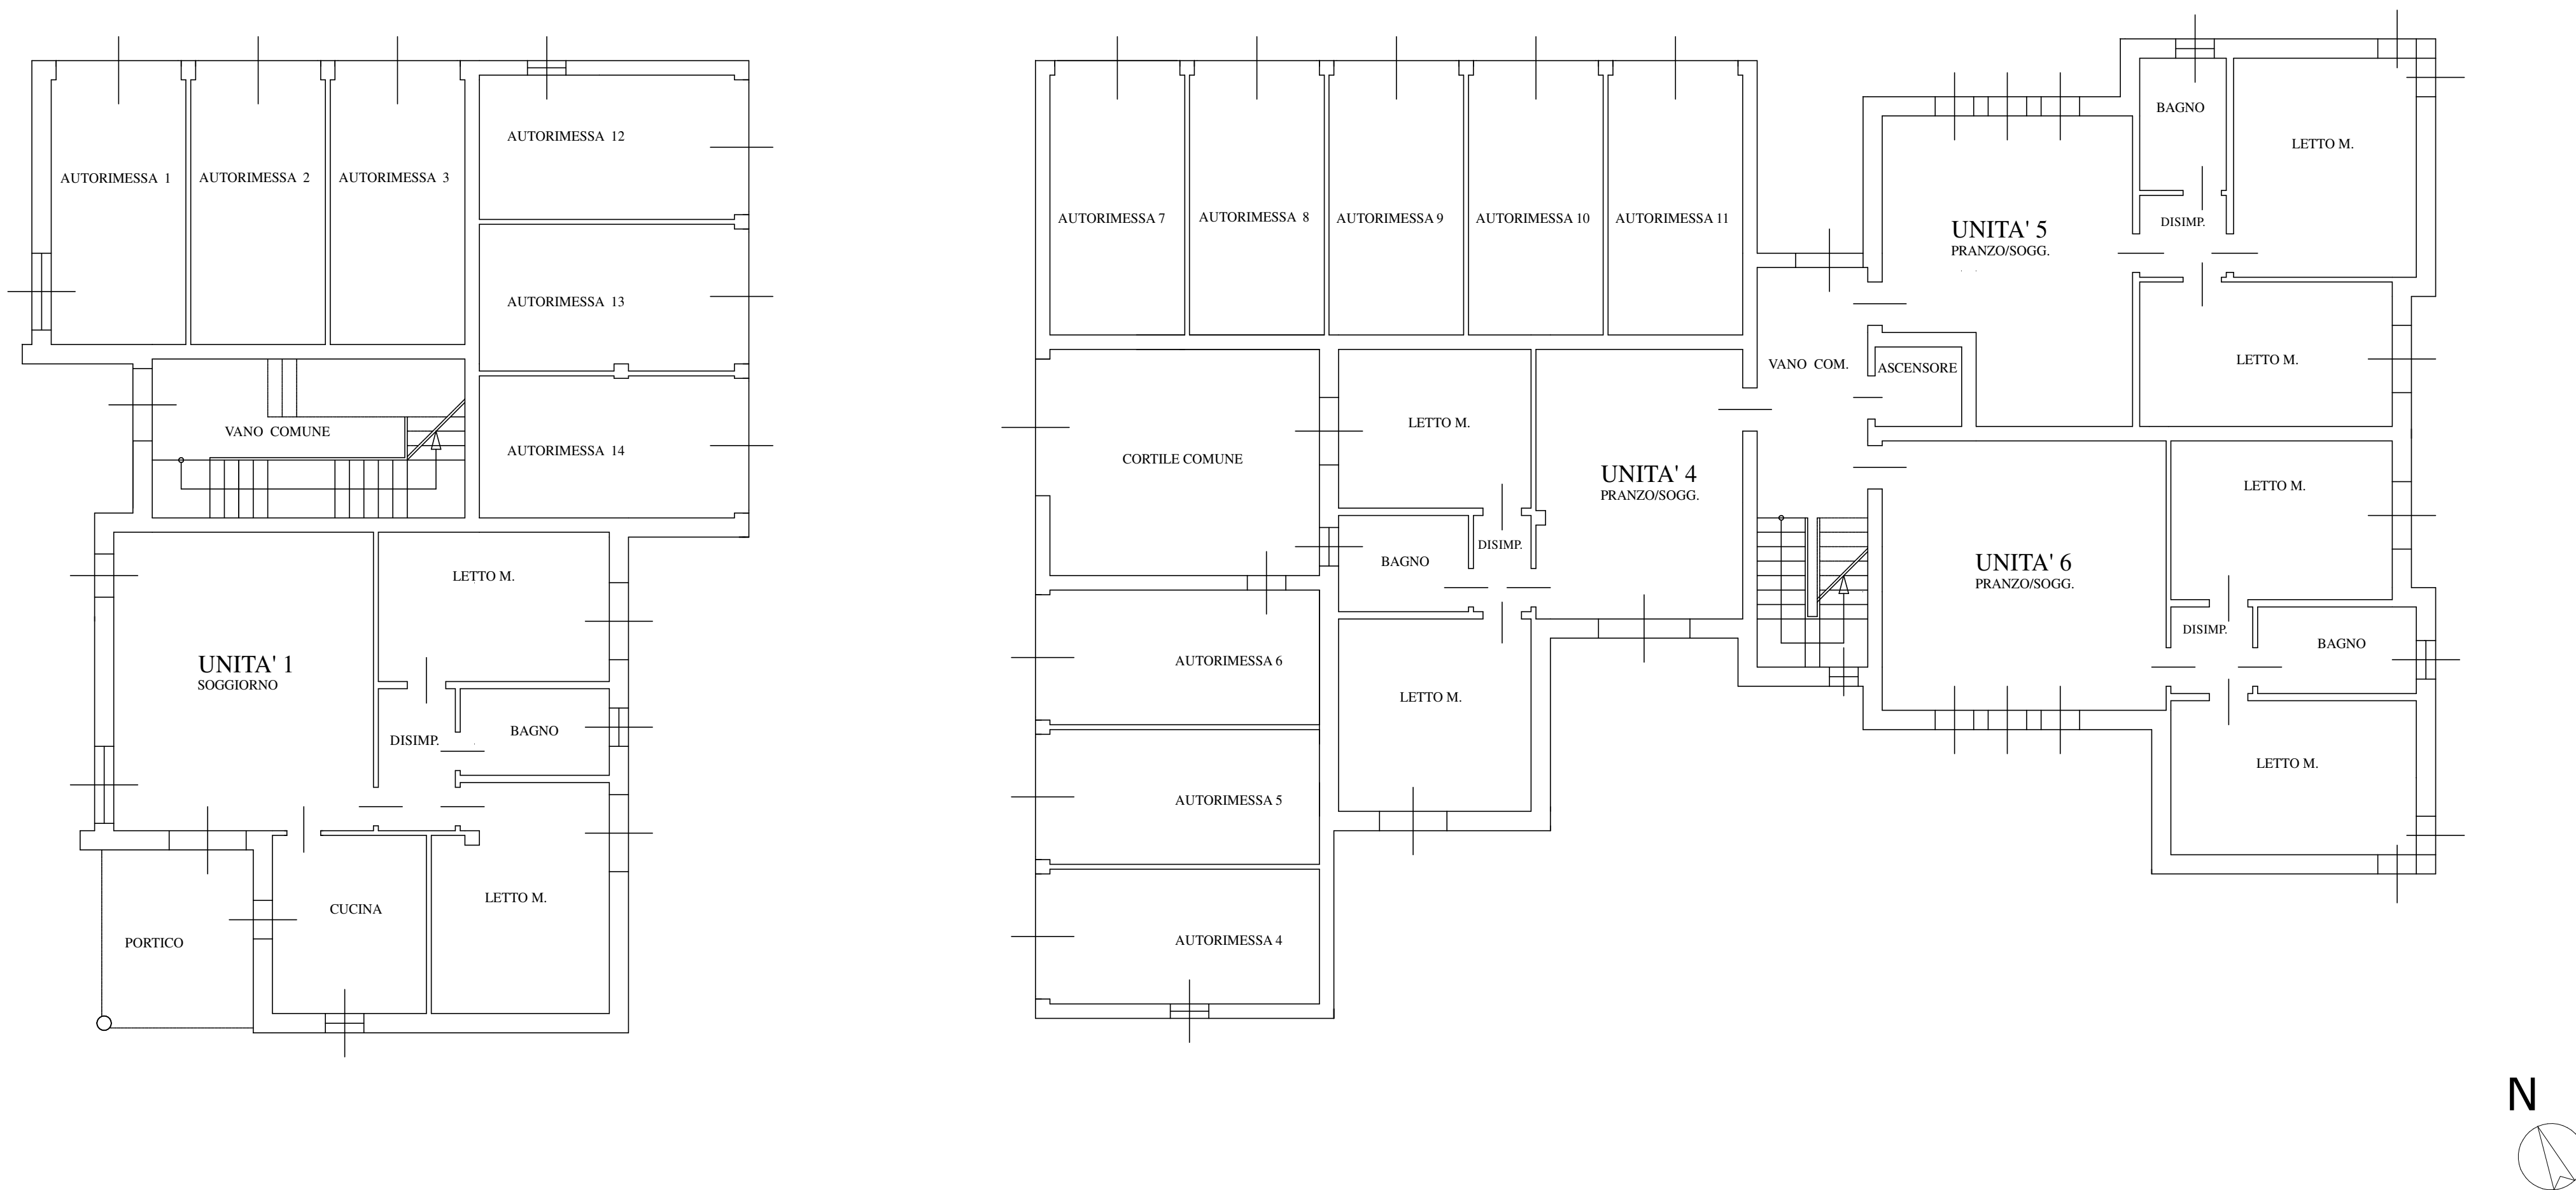 AUTORIMESSA 1
AUTORIMESSA 2
AUTORIMESSA 3
AUTORIMESSA 12
AUTORIMESSA 13
AUTORIMESSA 14
VANO COMUNE
LETTO M.
UNITA' 1
SOGGIORNO
DISIMP.
BAGNO
LETTO M.
CUCINA
PORTICO
AUTORIMESSA 7
AUTORIMESSA 8
AUTORIMESSA 9
AUTORIMESSA 10
AUTORIMESSA 11
CORTILE COMUNE
LETTO M.
UNITA' 4
PRANZO/SOGG.
BAGNO
DISIMP.
LETTO M.
AUTORIMESSA 6
AUTORIMESSA 5
AUTORIMESSA 4
VANO COM.
ASCENSORE
UNITA' 5
PRANZO/SOGG.
BAGNO
LETTO M.
DISIMP.
LETTO M.
UNITA' 6
PRANZO/SOGG.
LETTO M.
DISIMP.
BAGNO
LETTO M.
N